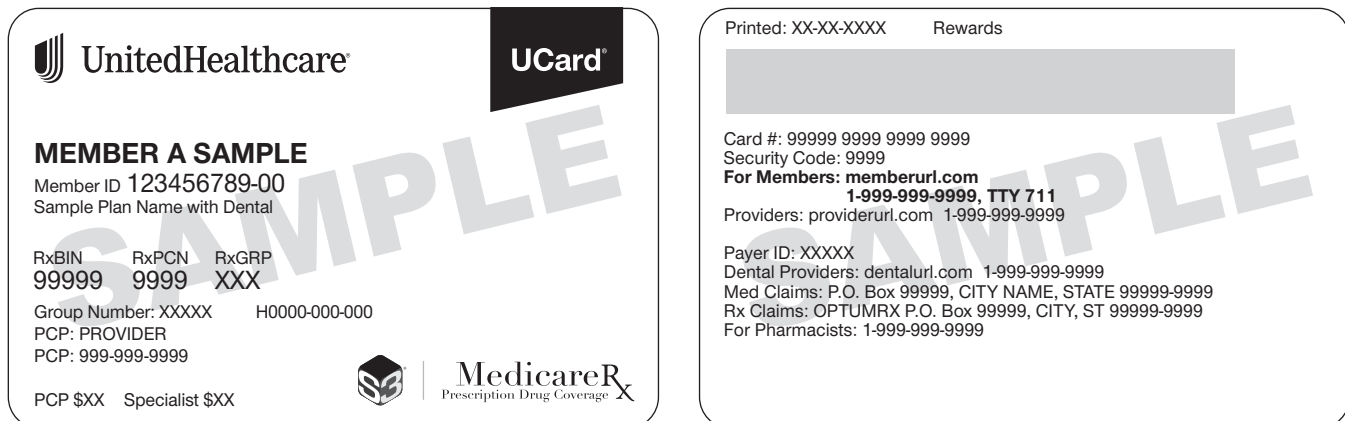 UnitedHealthcare®
UCard®
SAMPLE
MEMBER A SAMPLE
Member ID 123456789-00
Sample Plan Name with Dental
RxBIN RxPCN RxGRP
99999 9999 XXX
Group Number: XXXXX H0000-000-000
PCP: PROVIDER
PCP: 999-999-9999
PCP $XX Specialist $XX
S3
MedicareRx
Prescription Drug Coverage
Printed: XX-XX-XXXX Rewards
SAMPLE
Card #: 99999 9999 9999 9999
Security Code: 9999
For Members: memberurl.com
1-999-999-9999, TTY 711
Providers: providerurl.com 1-999-999-9999
Payer ID: XXXXX
Dental Providers: dentalurl.com 1-999-999-9999
Med Claims: P.O. Box 99999, CITY NAME, STATE 99999-9999
Rx Claims: OPTUMRX P.O. Box 99999, CITY, ST 99999-9999
For Pharmacists: 1-999-999-9999